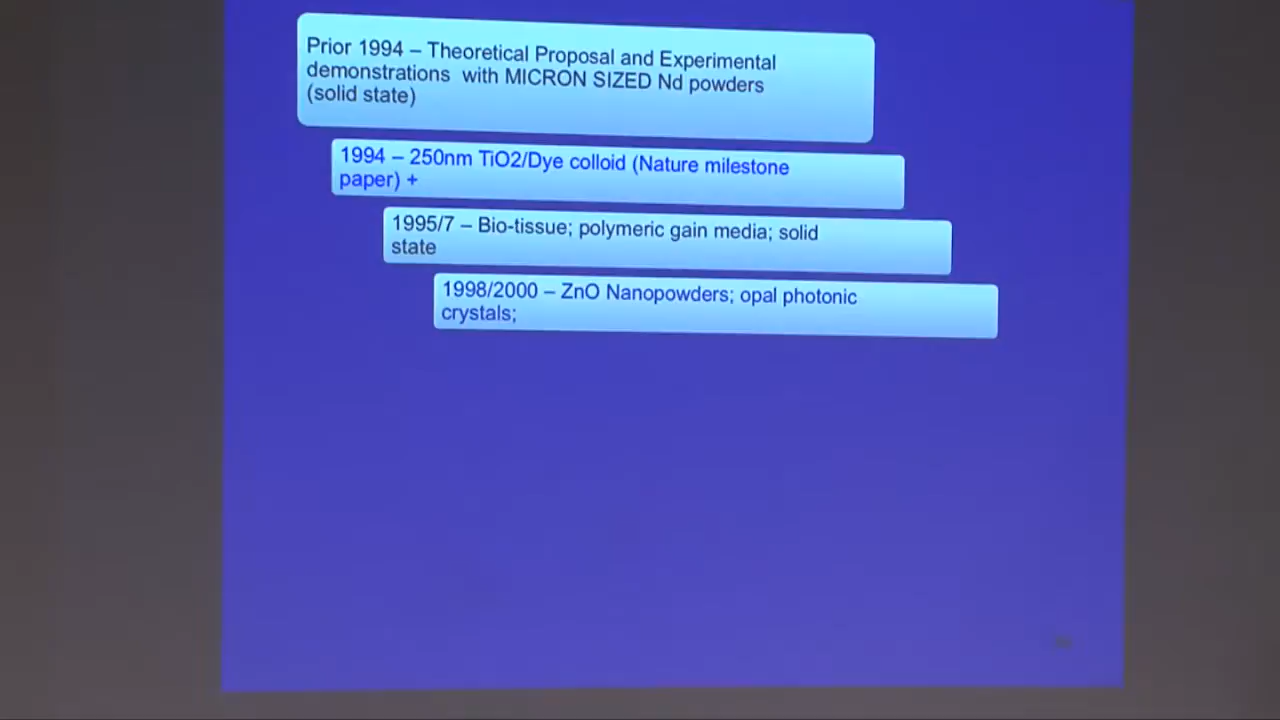 Prior 1994 – Theoretical Proposal and Experimental
demonstrations with MICRON SIZED Nd powders
(solid state)
1994 – 250nm TiO2/Dye colloid (Nature milestone
paper) +
1995/7 – Bio-tissue; polymeric gain media; solid
state
1998/2000 – ZnO Nanopowders; opal photonic
crystals;